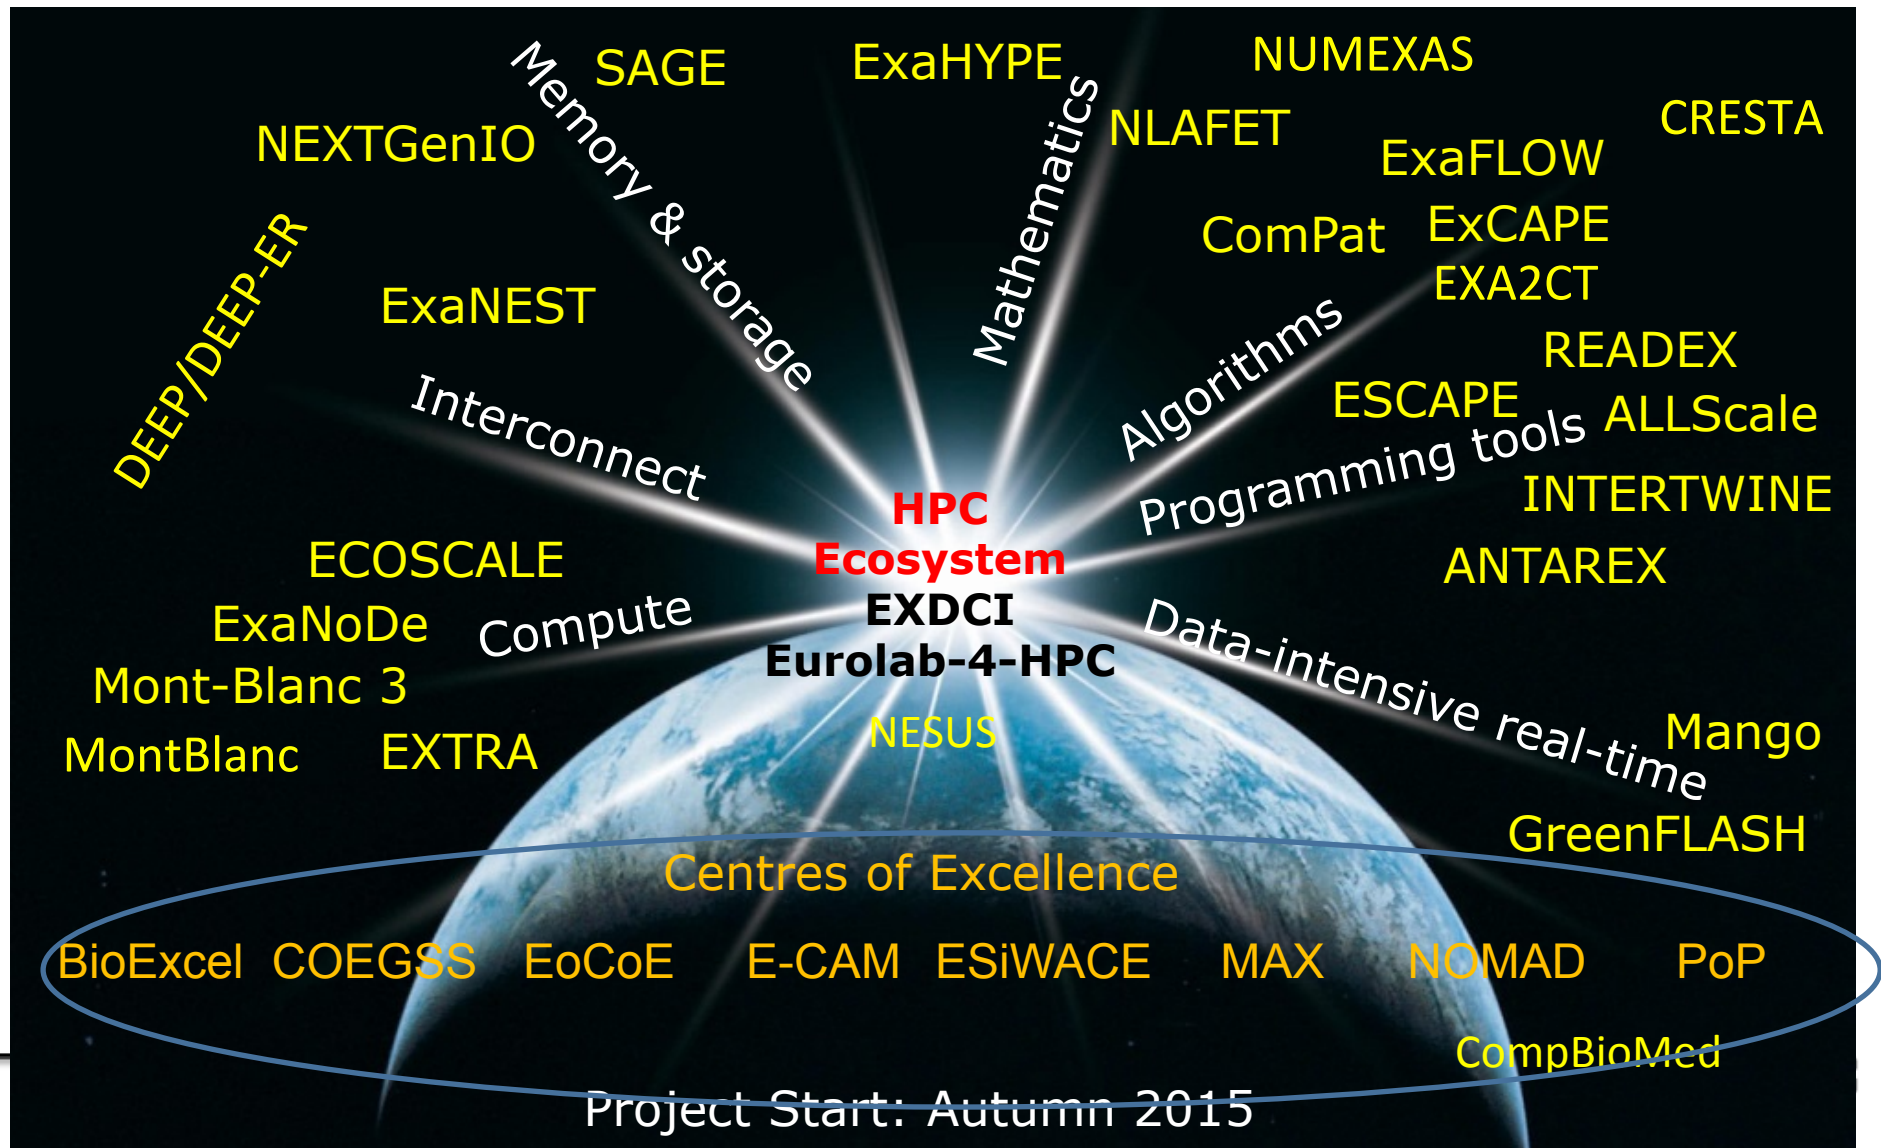 SAGE
ExaHYPE
NUMEXAS
NEXTGenIO
Memory & storage
Mathematics
NLAFET
CRESTA
ExaFLOW
ComPat
ExCAPE
EXA2CT
DEEP/DEEP-ER
ExaNEST
Interconnect
Algorithms
READEX
ESCAPE
ALLScale
Programming tools
INTERTWINE
ANTAREX
HPC
Ecosystem
EXDCI
Eurolab-4-HPC
ECOSCALE
ExaNoDe
Compute
Mont-Blanc 3
MontBlanc
EXTRA
NESUS
Data-intensive real-time
Mango
GreenFLASH
Centres of Excellence
BioExcel COEGSS EoCoE E-CAM ESiWACE MAX NOMAD PoP
CompBioMed
Project Start: Autumn 2015